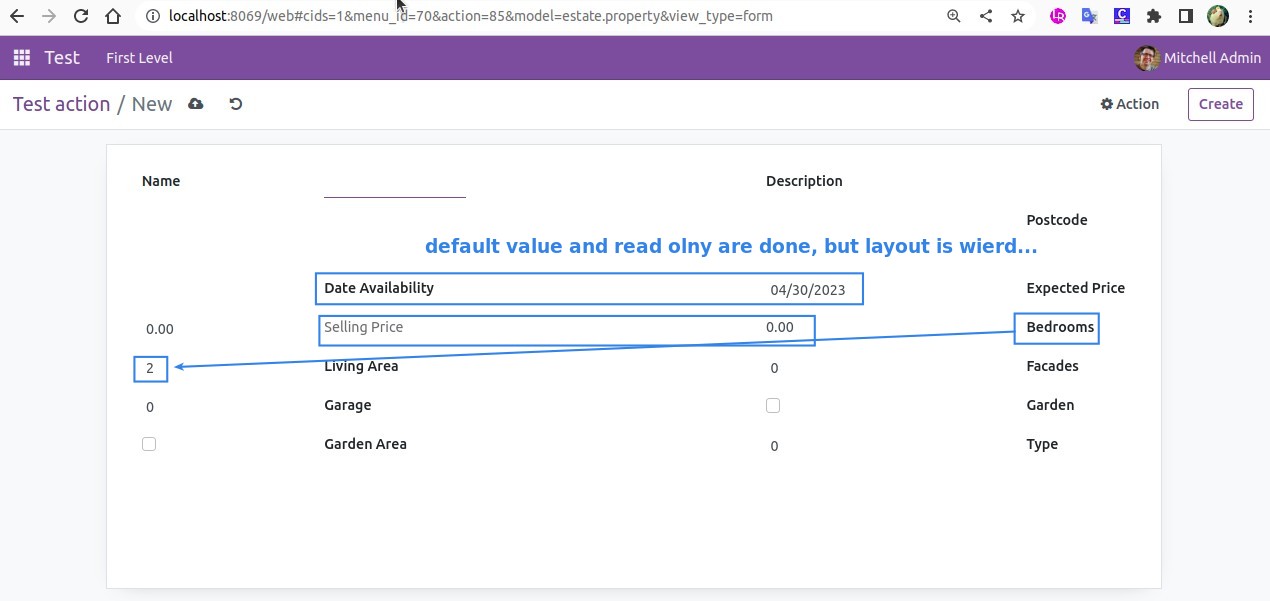 localhost:8069/web#cids=1&menu_id=70&action=85&model=estate.property&view_type=form
Test First Level Mitchell Admin
Test action / New Action Create
Name Description
Postcode
default value and read olny are done, but layout is wierd...
Date Availability 04/30/2023 Expected Price
0.00 Selling Price 0.00 Bedrooms
2 Living Area 0 Facades
0 Garage Garden
Garden Area 0 Type